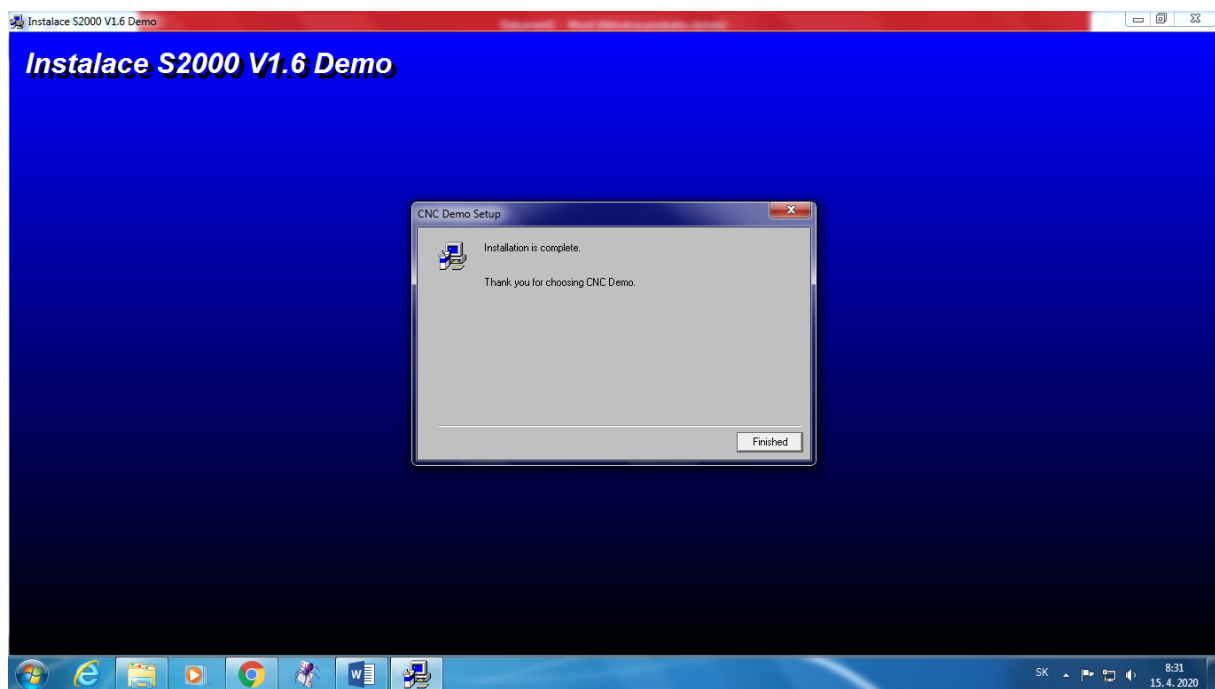 Instalace S2000 V1.6 Demo
Instalace S2000 V1.6 Demo
CNC Demo Setup
Installation is complete.
Thank you for choosing CNC Demo.
Finished
SK
8:31
15. 4. 2020